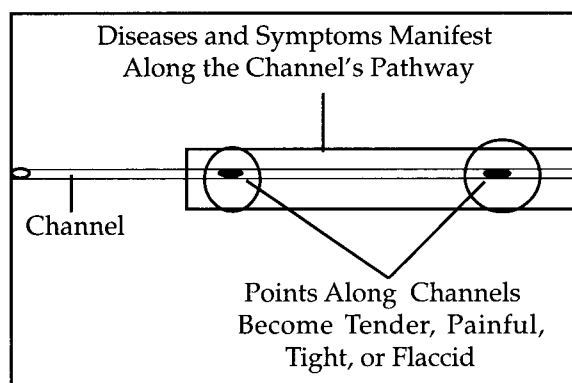 Diseases and Symptoms Manifest
Along the Channel's Pathway
Channel
Points Along Channels
Become Tender, Painful,
Tight, or Flaccid